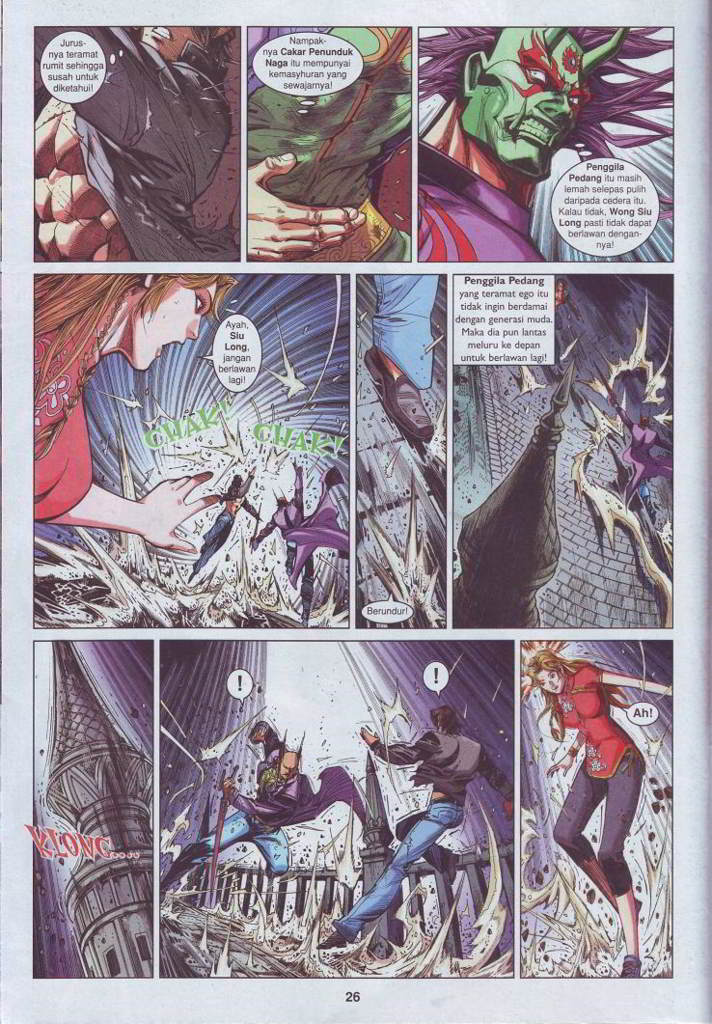 Jurus-
nya teramat
rumit sehingga
susah untuk
diketahui!
Nampak-
nya Cakar Penunduk
Naga itu mempunyai
kemasyhuran yang
sewajarnya!
Penggila
Pedang itu masih
lemah selepas pulih
daripada cedera itu.
Kalau tidak, Wong Siu
Long pasti tidak dapat
berlawan dengan-
nya!
Ayah,
Siu
Long,
jangan
berlawan
lagi!
CHAK!
CHAK!
Berundur!
Penggila Pedang
yang teramat ego itu
tidak ingin berdamai
dengan generasi muda.
Maka dia pun lantas
meluru ke depan
untuk berlawan lagi!
KLONG....
!
!
Ah!
26